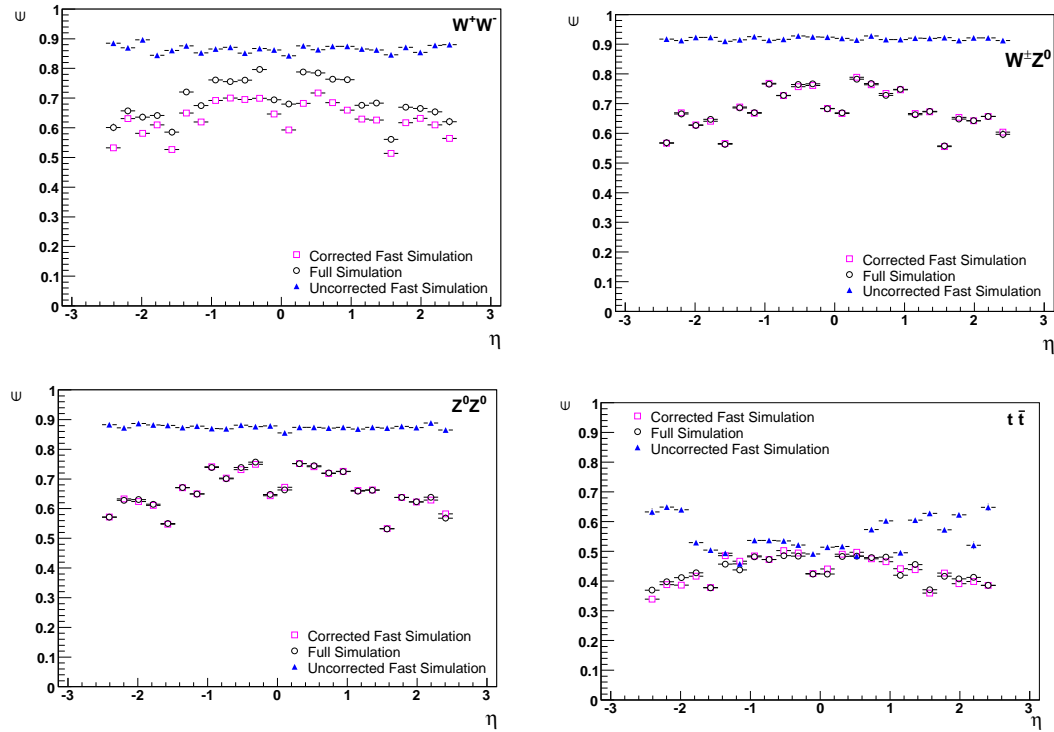 ∈ 1 W⁺W⁻
0.9
0.8
0.7
0.6
0.5
0.4
0.3
0.2
0.1
0
Corrected Fast Simulation
Full Simulation
Uncorrected Fast Simulation
-3 -2 -1 0 1 2 3
η
∈ 1
W±Z⁰
0.9
0.8
0.7
0.6
0.5
0.4
0.3
0.2
0.1
0
Corrected Fast Simulation
Full Simulation
Uncorrected Fast Simulation
-3 -2 -1 0 1 2 3
η
∈ 1 Z⁰Z⁰
0.9
0.8
0.7
0.6
0.5
0.4
0.3
0.2
0.1
0
Corrected Fast Simulation
Full Simulation
Uncorrected Fast Simulation
-3 -2 -1 0 1 2 3
η
∈ 1
Corrected Fast Simulation t t̄
Full Simulation
Uncorrected Fast Simulation
0.9
0.8
0.7
0.6
0.5
0.4
0.3
0.2
0.1
0
-3 -2 -1 0 1 2 3
η